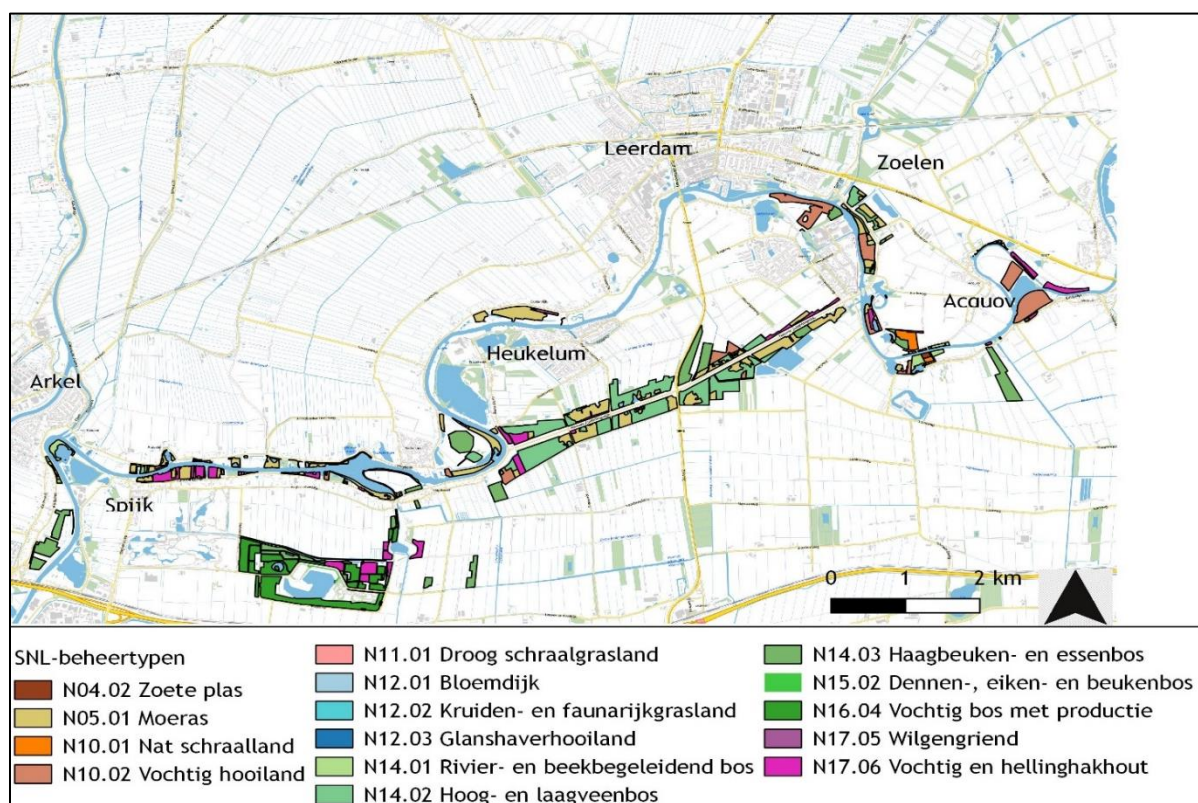 Leerdam
Zoelen
Acquoy
Heukelum
Arkel
Spijk
0 1 2 km
SNL-beheertypen
N04.02 Zoete plas
N05.01 Moeras
N10.01 Nat schraalland
N10.02 Vochtig hooiland
N11.01 Droog schraalgrasland
N12.01 Bloemdijk
N12.02 Kruiden- en faunarijkgrasland
N12.03 Glanshaverhooiland
N14.01 Rivier- en beekbegeleidend bos
N14.02 Hoog- en laagveenbos
N14.03 Haagbeuken- en essenbos
N15.02 Dennen-, eiken- en beukenbos
N16.04 Vochtig bos met productie
N17.05 Wilgengriend
N17.06 Vochtig en hellinghakhout